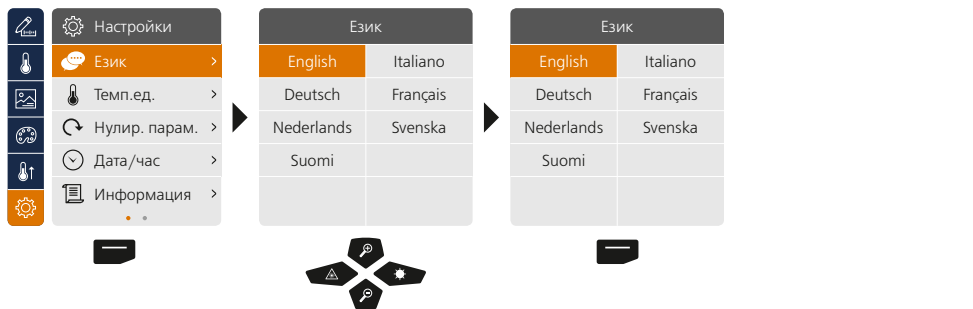 Настройки
Език
Темп.ед.
Нулир. парам.
Дата/час
Информация
Език
English Italiano
Deutsch Français
Nederlands Svenska
Suomi
Език
English Italiano
Deutsch Français
Nederlands Svenska
Suomi